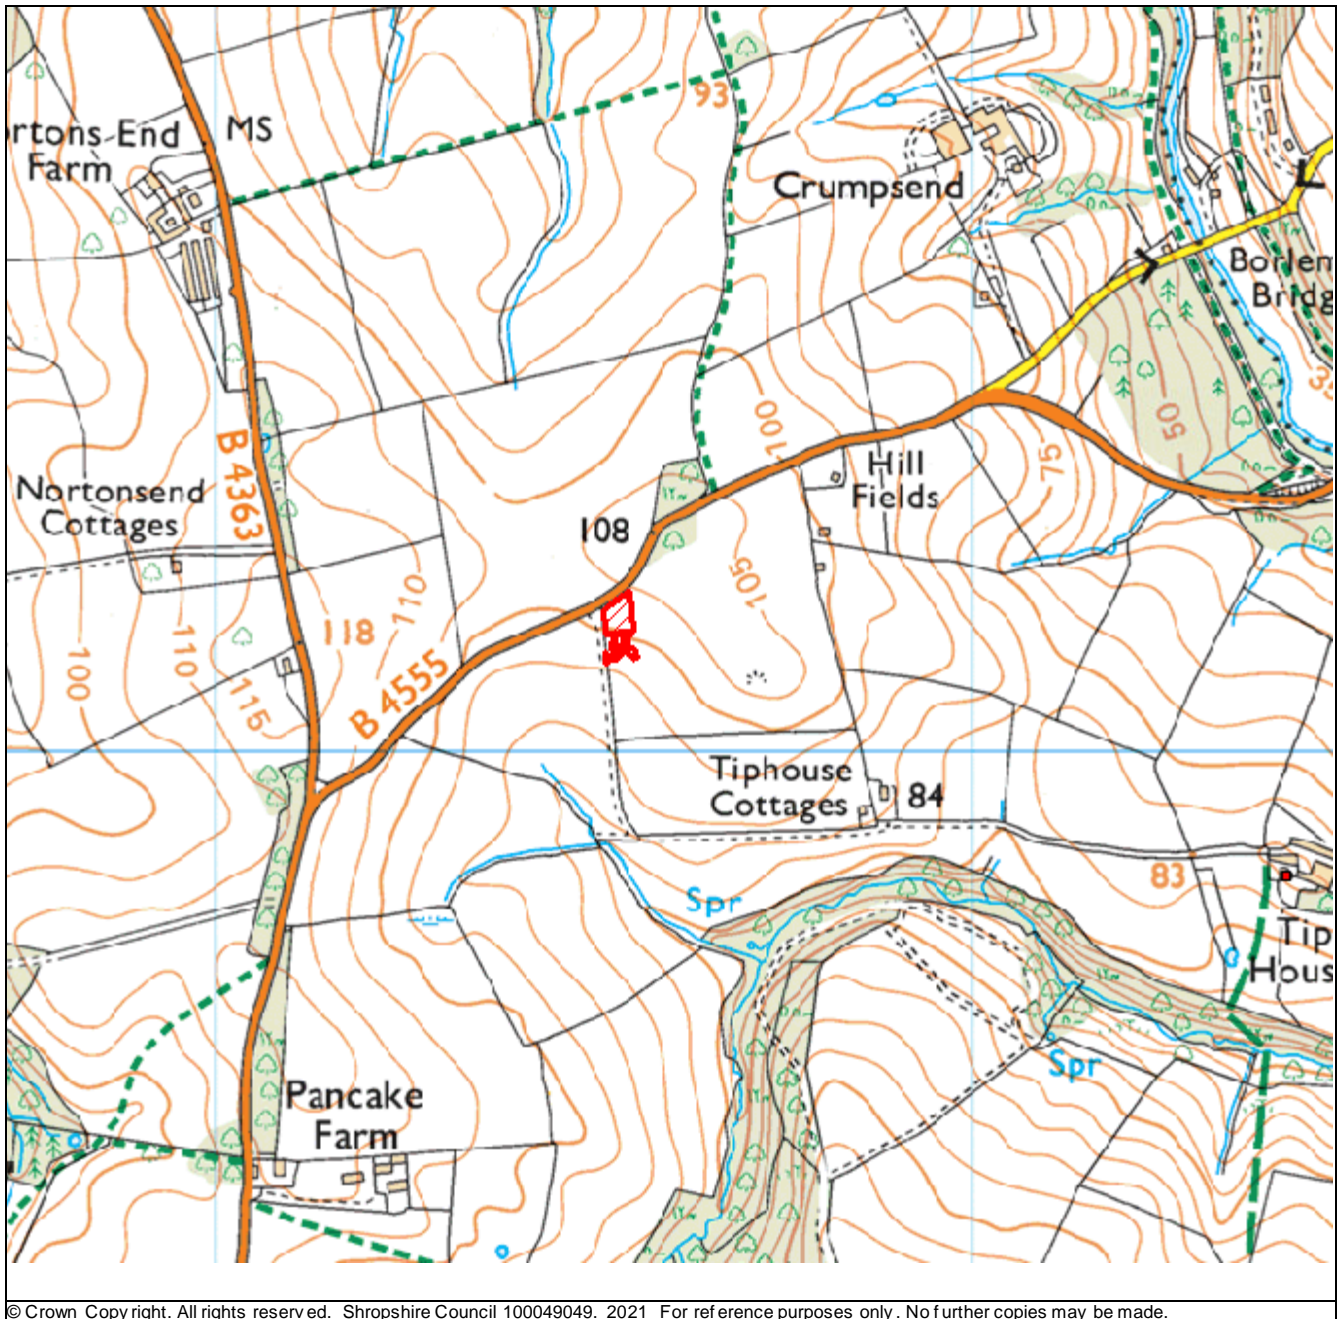 93
rtons End
Farm
MS
Crumpsend
Borlem
Bridg
100
50
75
B 4363
Nortonsend
Cottages
Hill
Fields
108
105
110
118
110
100
115
B 4555
Tiphouse
Cottages
84
83
Spr
Tip
Hous
Spr
Pancake
Farm
© Crown Copyright. All rights reserved. Shropshire Council 100049049. 2021 For reference purposes only. No further copies may be made.